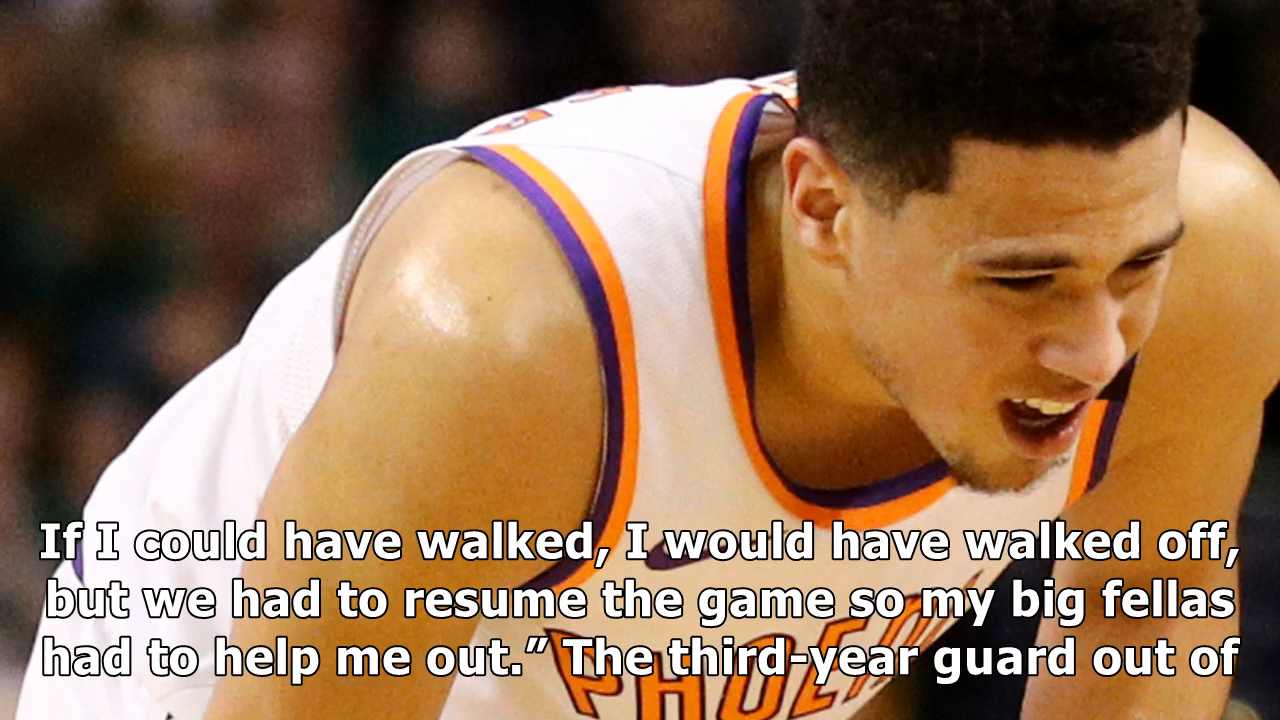 If I could have walked, I would have walked off,
but we had to resume the game so my big fellas
had to help me out.” The third-year guard out of
PHOENIX